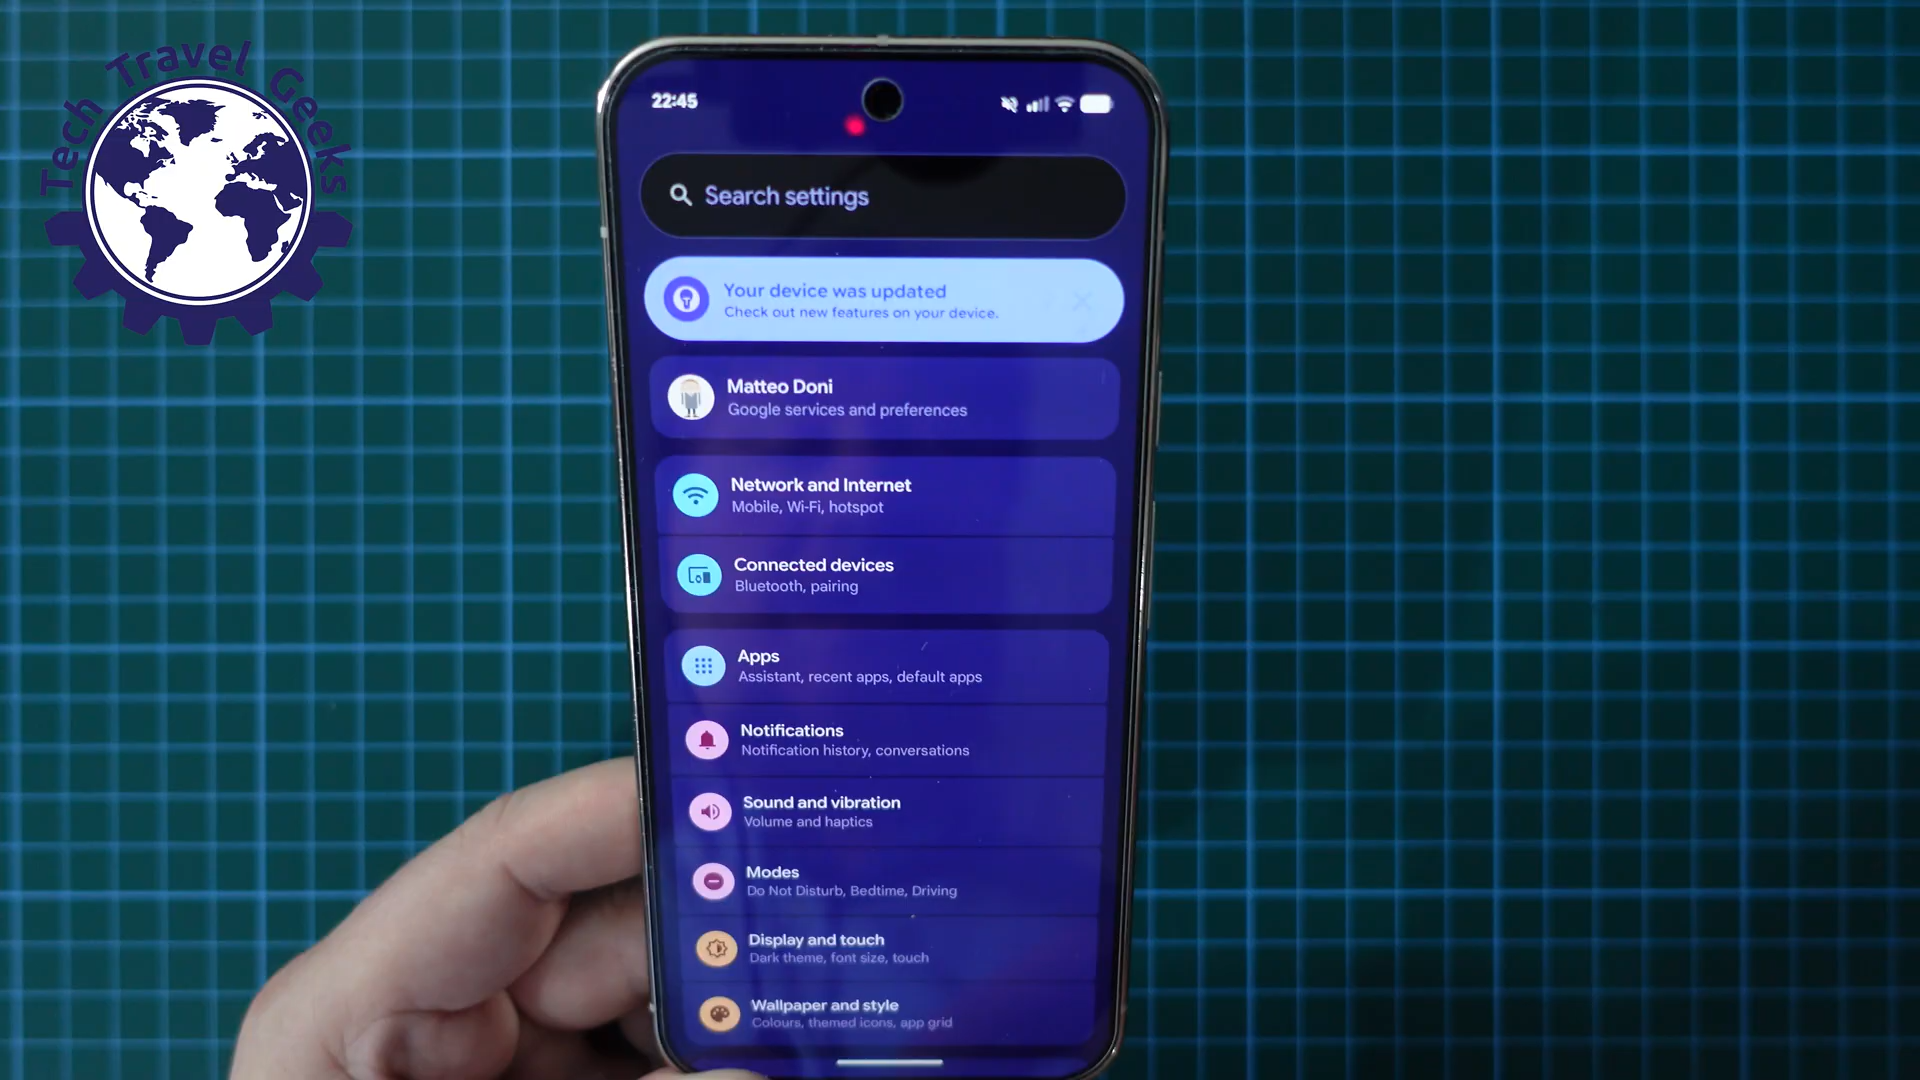 Tech Travel Geeks
22:45
Search settings
Your device was updated
Check out new features on your device.
Matteo Doni
Google services and preferences
Network and Internet
Mobile, Wi-Fi, hotspot
Connected devices
Bluetooth, pairing
Apps
Assistant, recent apps, default apps
Notifications
Notification history, conversations
Sound and vibration
Volume and haptics
Modes
Do Not Disturb, Bedtime, Driving
Display and touch
Dark theme, font size, touch
Wallpaper and style
Colours, themed icons, app grid